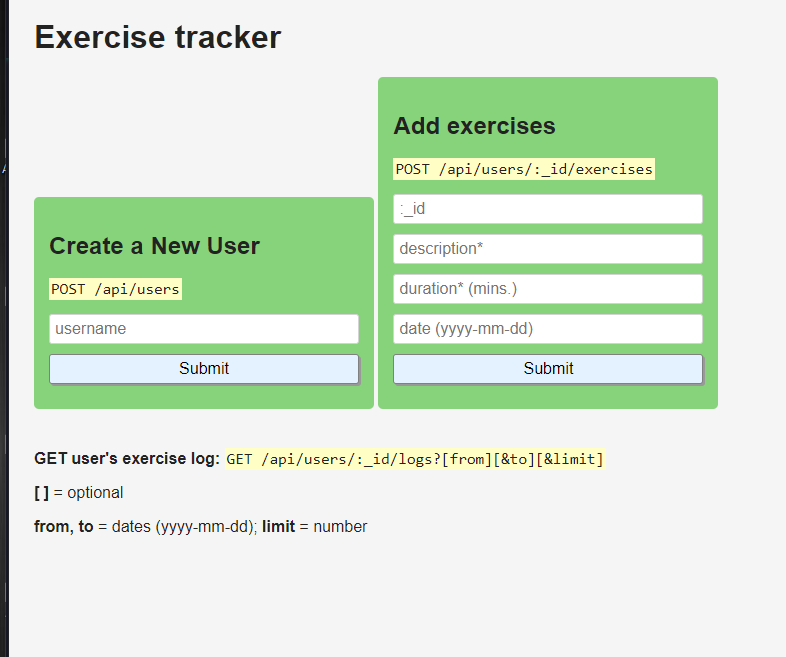 Exercise tracker
Create a New User
POST /api/users
username
Submit
Add exercises
POST /api/users/:_id/exercises
:_id
description*
duration* (mins.)
date (yyyy-mm-dd)
Submit
GET user's exercise log: GET /api/users/:_id/logs?[from][&to][&limit]
[ ] = optional
from, to = dates (yyyy-mm-dd); limit = number